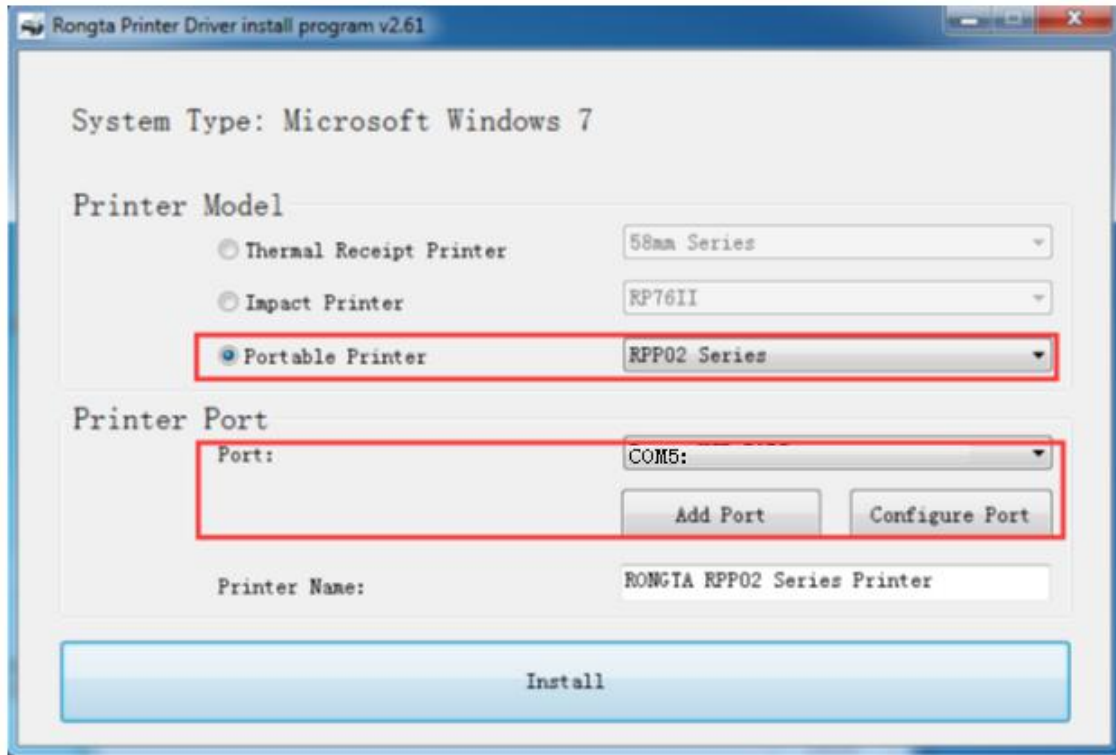 Rongta Printer Driver install program v2.61
System Type: Microsoft Windows 7
Printer Model
Thermal Receipt Printer
58mm Series
Impact Printer
RP76II
Portable Printer
RPP02 Series
Printer Port
Port:
COM5:
Add Port
Configure Port
Printer Name:
RONGTA RPP02 Series Printer
Install